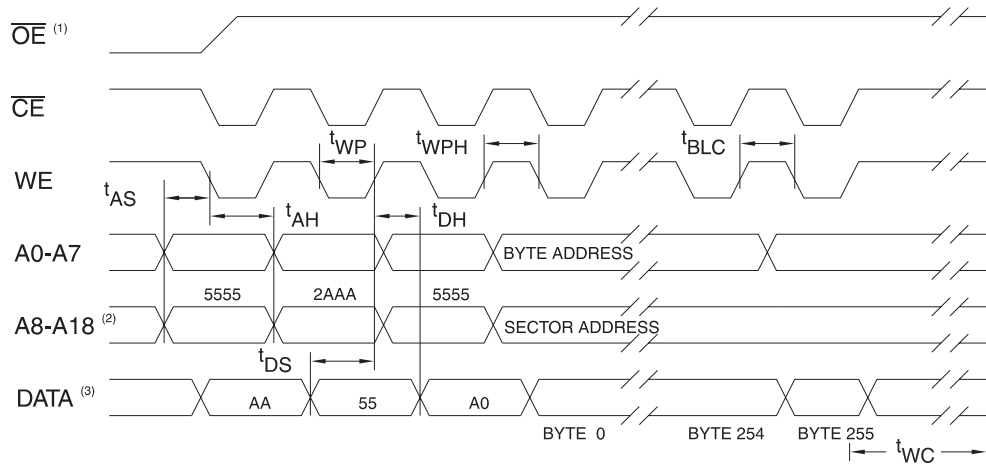 OE (1)
CE
tWP tWPH tBLC
WE
tAS
tAH tDH
A0-A7 BYTE ADDRESS
5555 2AAA 5555
A8-A18 (2) SECTOR ADDRESS
tDS
DATA (3) AA 55 A0
BYTE 0 BYTE 254 BYTE 255
tWC